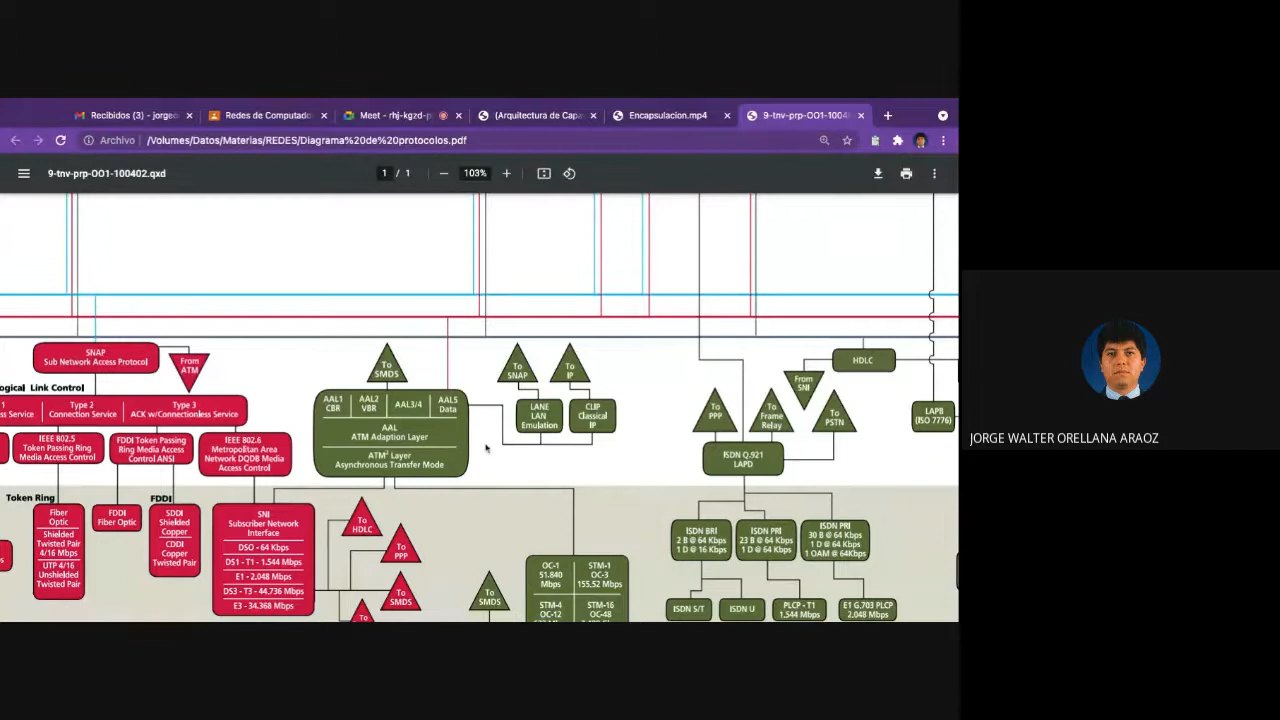 Recibidos (3) - jorgeo
Redes de Computado
Meet - rhj-kgzd-p
(Arquitectura de Capa
Encapsulacion.mp4
9-tnv-prp-OO1-1004
Archivo
/Volumes/Datos/Materias/REDES/Diagrama%20de%20protocolos.pdf
9-tnv-prp-OO1-100402.qxd
1 / 1
103%
SNAP
Sub Network Access Protocol
From
ATM
ogical Link Control
1
ss Service
Type 2
Connection Service
Type 3
ACK w/Connectionless Service
IEEE 802.5
Token Passing Ring
Media Access Control
FDDI Token Passing
Ring Media Access
Control ANSI
IEEE 802.6
Metropolitan Area
Network DQDB Media
Access Control
Token Ring
FDDI
Fiber
Optic
Shielded
Twisted Pair
4/16 Mbps
UTP 4/16
Unshielded
Twisted Pair
FDDI
Fiber Optic
SDDI
Shielded
Copper
CDDI
Copper
Twisted Pair
SNI
Subscriber Network
Interface
DSO - 64 Kbps
DS1 - T1 - 1.544 Mbps
E1 - 2.048 Mbps
DS3 - T3 - 44,736 Mbps
E3 - 34.368 Mbps
To
SMDS
AAL1
CBR
AAL2
VBR
AAL3/4
AAL5
Data
AAL
ATM Adaption Layer
ATM² Layer
Asynchronous Transfer Mode
To
SNAP
To
IP
LANE
LAN
Emulation
CLIP
Classical
IP
To
HDLC
To
PPP
To
SMDS
To
To
SMDS
OC-1
51.840
Mbps
STM-1
OC-3
155.52 Mbps
STM-4
OC-12
STM-16
OC-48
HDLC
From
SNI
To
PPP
To
Frame
Relay
To
PSTN
LAPB
(ISO 7776)
ISDN Q.921
LAPD
ISDN BRI
2 B @ 64 Kbps
1 D @ 16 Kbps
ISDN PRI
23 B @ 64 Kbps
1 D @ 64 Kbps
ISDN PRI
30 B @ 64 Kbps
1 D @ 64 Kbps
1 OAM @ 64Kbps
ISDN S/T
ISDN U
PLCP - T1
1,544 Mbps
E1 G.703 PLCP
2,048 Mbps
JORGE WALTER ORELLANA ARAOZ